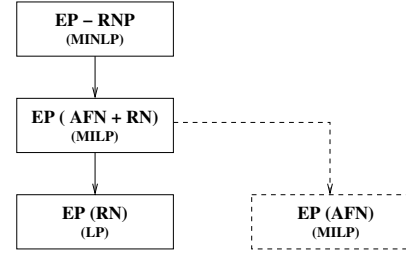 EP – RNP
(MINLP)
EP ( AFN + RN)
(MILP)
EP (RN)
(LP)
EP (AFN)
(MILP)